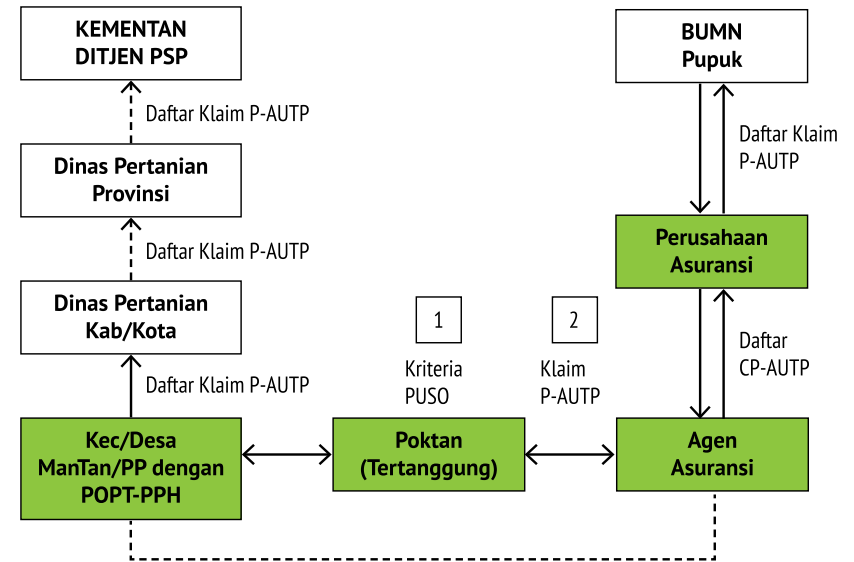 KEMENTAN
DITJEN PSP
Daftar Klaim P-AUTP
Dinas Pertanian
Provinsi
Daftar Klaim P-AUTP
Dinas Pertanian
Kab/Kota
Daftar Klaim P-AUTP
Kec/Desa
ManTan/PP dengan
POPT-PPH
1
Kriteria
PUSO
Poktan
(Tertanggung)
2
Klaim
P-AUTP
BUMN
Pupuk
Daftar Klaim
P-AUTP
Perusahaan
Asuransi
Daftar
CP-AUTP
Agen
Asuransi